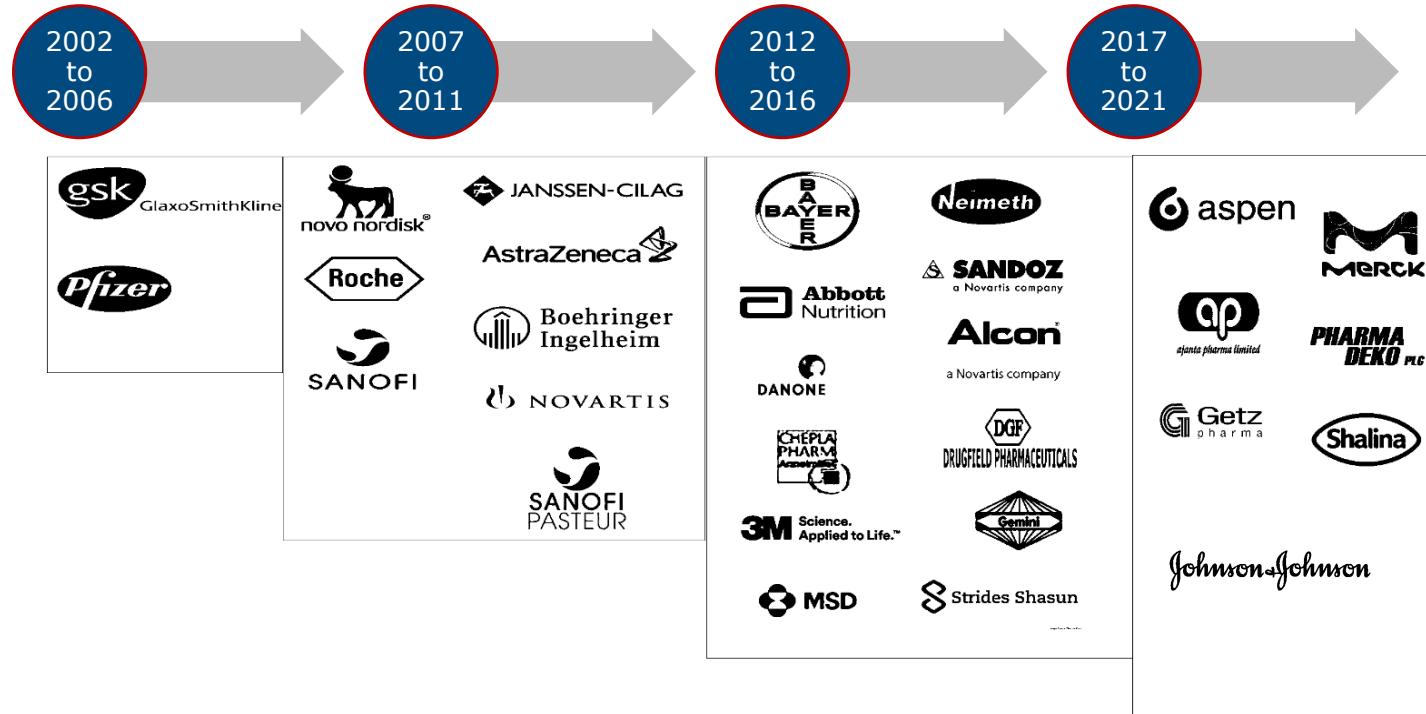 2002
to
2006
2007
to
2011
2012
to
2016
2017
to
2021
gsk
GlaxoSmithKline
Pfizer
novo nordisk®
Roche
SANOFI
JANSSEN-CILAG
AstraZeneca
Boehringer
Ingelheim
NOVARTIS
SANOFI
PASTEUR
BAYER
BAYER
Abbott
Nutrition
DANONE
CHEPLA
PHARM
Arzneimittel
3M Science.
Applied to Life.™
MSD
Neimeth
SANDOZ
a Novartis company
Alcon®
a Novartis company
DGF
DRUGFIELD PHARMACEUTICALS
Gemini
Strides Shasun
aspen
MERCK
ajanta pharma limited
PHARMA
DEKO PLC
Getz
pharma
Shalina
Johnson&Johnson